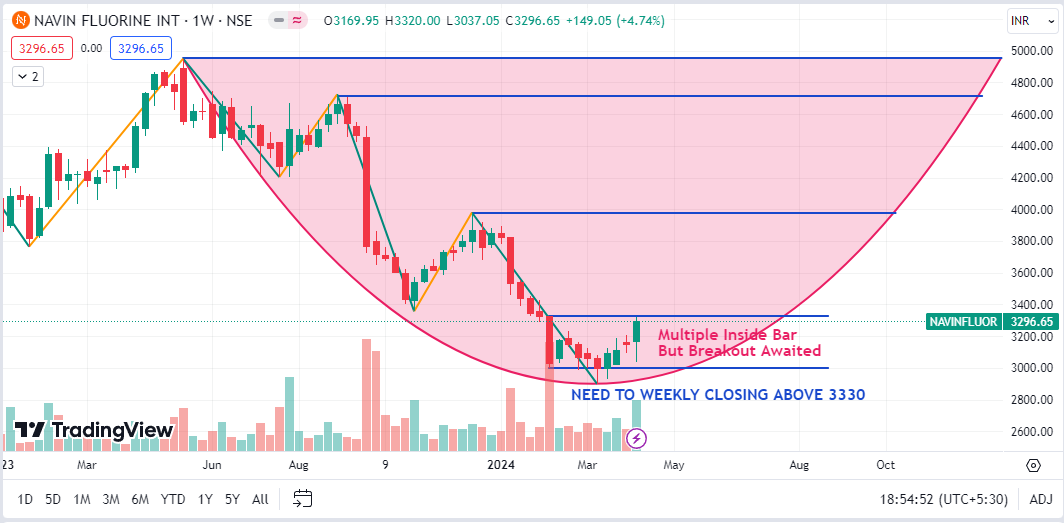 NAVIN FLUORINE INT · 1W · NSE O3169.95 H3320.00 L3037.05 C3296.65 +149.05 (+4.74%) INR
3296.65 0.00 3296.65
2
5000.00
4800.00
4600.00
4400.00
4200.00
4000.00
3800.00
3600.00
3400.00
NAVINFLUOR 3296.65
3200.00
Multiple Inside Bar
But Breakout Awaited
3000.00
NEED TO WEEKLY CLOSING ABOVE 3330
2800.00
TradingView
2600.00
23 Mar Jun Aug 9 2024 Mar May Aug Oct
1D 5D 1M 3M 6M YTD 1Y 5Y All 18:54:52 (UTC+5:30) ADJ